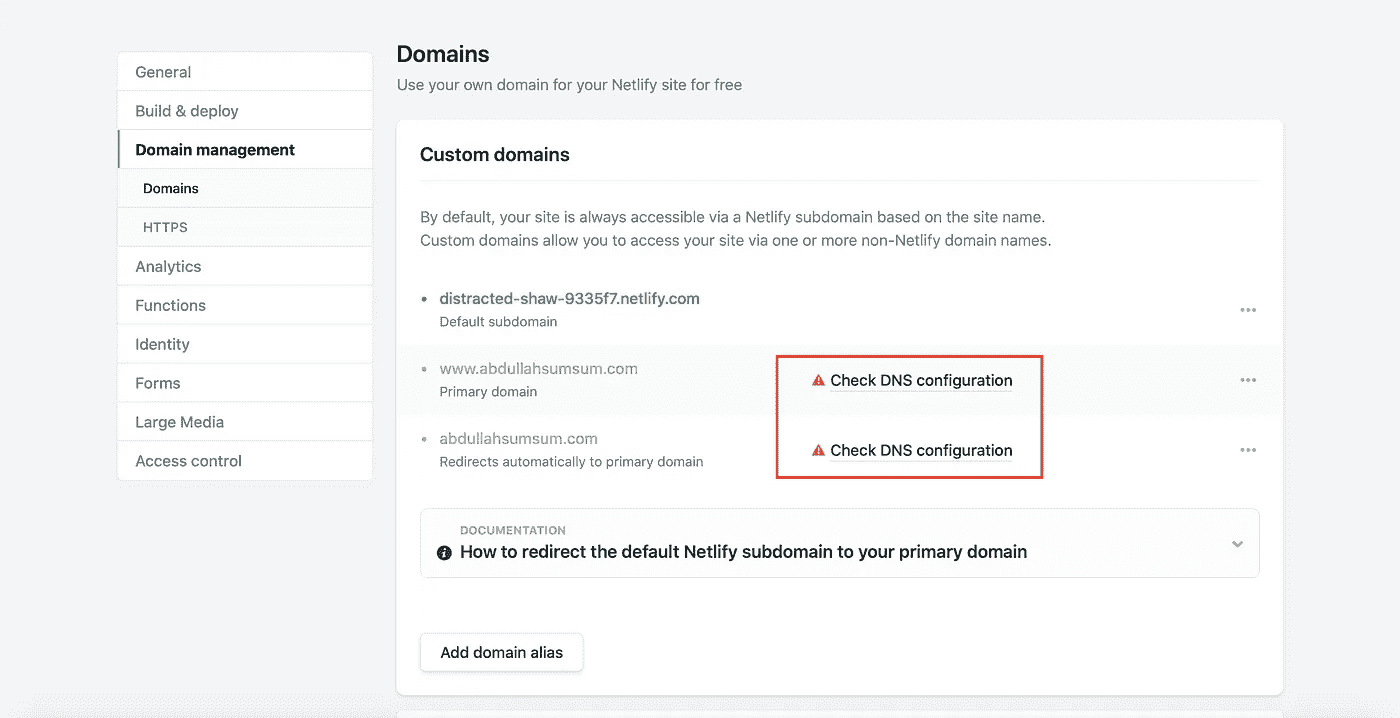 General
Build & deploy
Domain management
Domains
HTTPS
Analytics
Functions
Identity
Forms
Large Media
Access control
Domains
Use your own domain for your Netlify site for free
Custom domains
By default, your site is always accessible via a Netlify subdomain based on the site name.
Custom domains allow you to access your site via one or more non-Netlify domain names.
distracted-shaw-9335f7.netlify.com
Default subdomain
www.abdullahsumsum.com
Primary domain
Check DNS configuration
abdullahsumsum.com
Redirects automatically to primary domain
Check DNS configuration
DOCUMENTATION
How to redirect the default Netlify subdomain to your primary domain
Add domain alias